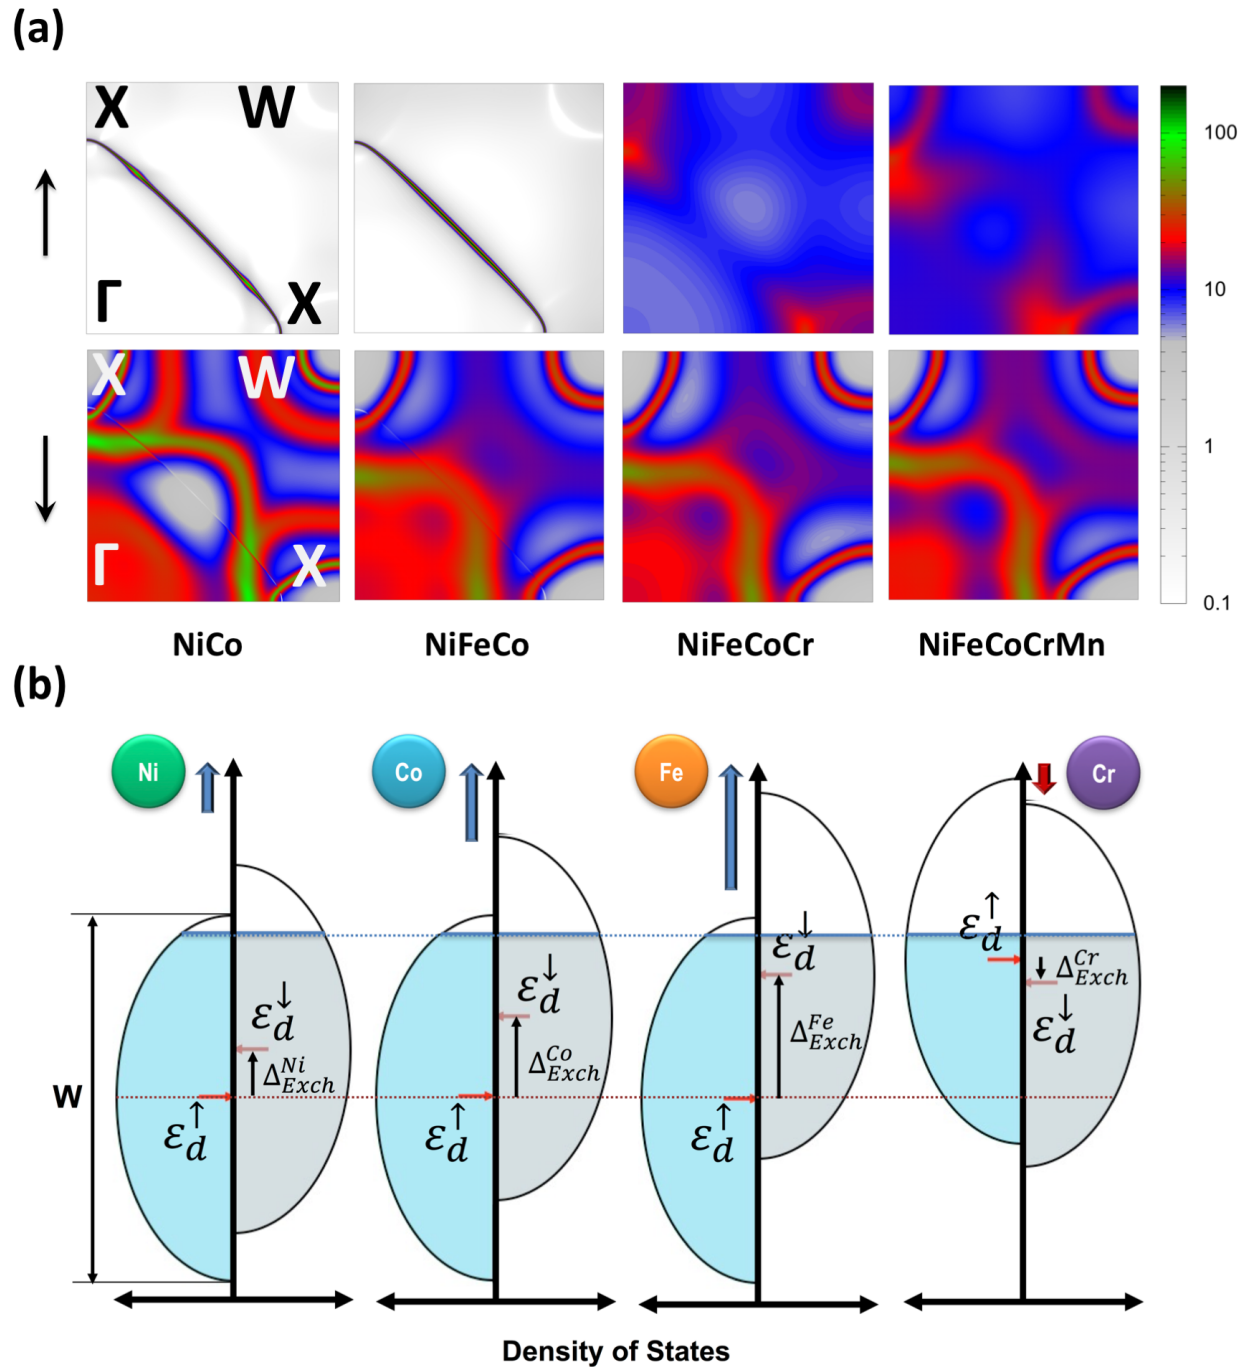 (a)
X W
Γ X
X W
Γ X
100
10
1
0.1
NiCo NiFeCo NiFeCoCr NiFeCoCrMn
(b)
Ni Co Fe Cr
W
ε_d^↑ ε_d^↓ Δ_Exch^Ni
ε_d^↑ ε_d^↓ Δ_Exch^Co
ε_d^↑ ε_d^↓ Δ_Exch^Fe
ε_d^↑ ε_d^↓ Δ_Exch^Cr
Density of States